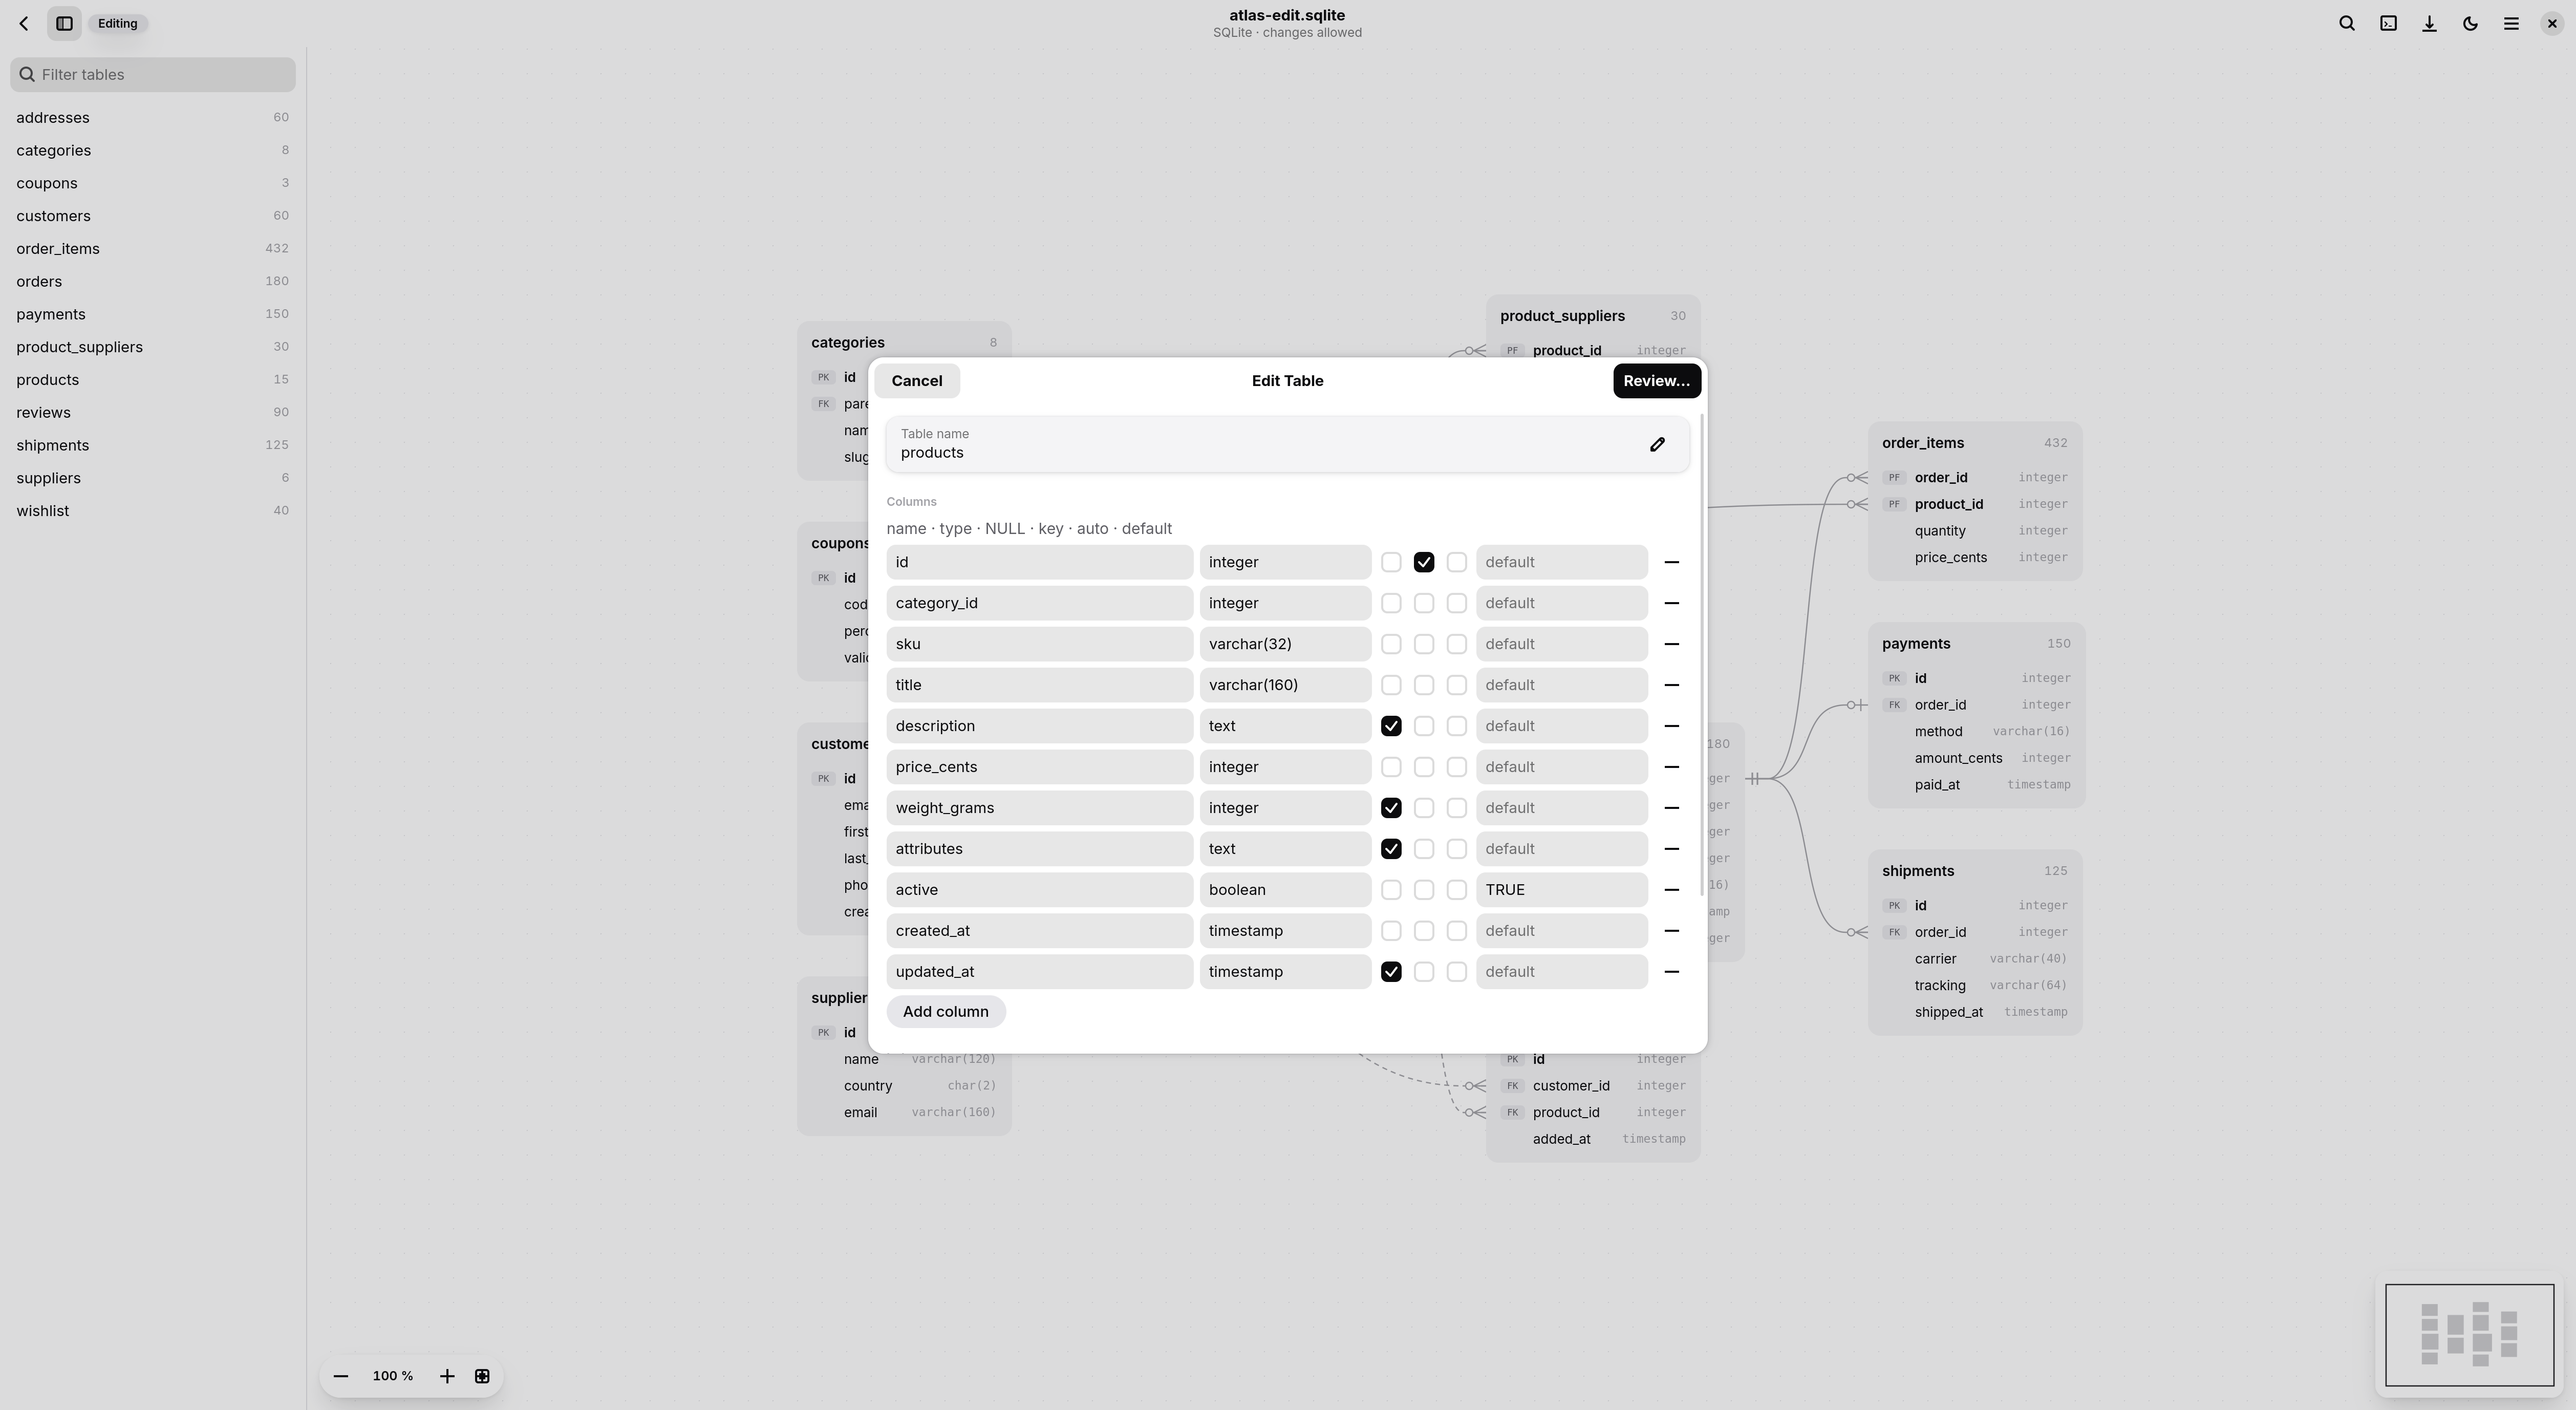 Editing
atlas-edit.sqlite
SQLite · changes allowed
Filter tables
addresses 60
categories 8
coupons 3
customers 60
order_items 432
orders 180
payments 150
product_suppliers 30
products 15
reviews 90
shipments 125
suppliers 6
wishlist 40
categories 8
PK id
FK
coupons
PK id
PK id
PK id
name varchar(120)
country char(2)
email varchar(160)
product_suppliers 30
PF product_id integer
Cancel
Edit Table
Review...
Table name
products
Columns
name · type · NULL · key · auto · default
id integer default
category_id integer default
sku varchar(32) default
title varchar(160) default
description text default
price_cents integer default
weight_grams integer default
attributes text default
active boolean TRUE
created_at timestamp default
updated_at timestamp default
Add column
180
PK id integer
FK customer_id integer
FK product_id integer
added_at timestamp
order_items 432
PF order_id integer
PF product_id integer
quantity integer
price_cents integer
payments 150
PK id integer
FK order_id integer
method varchar(16)
amount_cents integer
paid_at timestamp
shipments 125
PK id integer
FK order_id integer
carrier varchar(40)
tracking varchar(64)
shipped_at timestamp
100 %